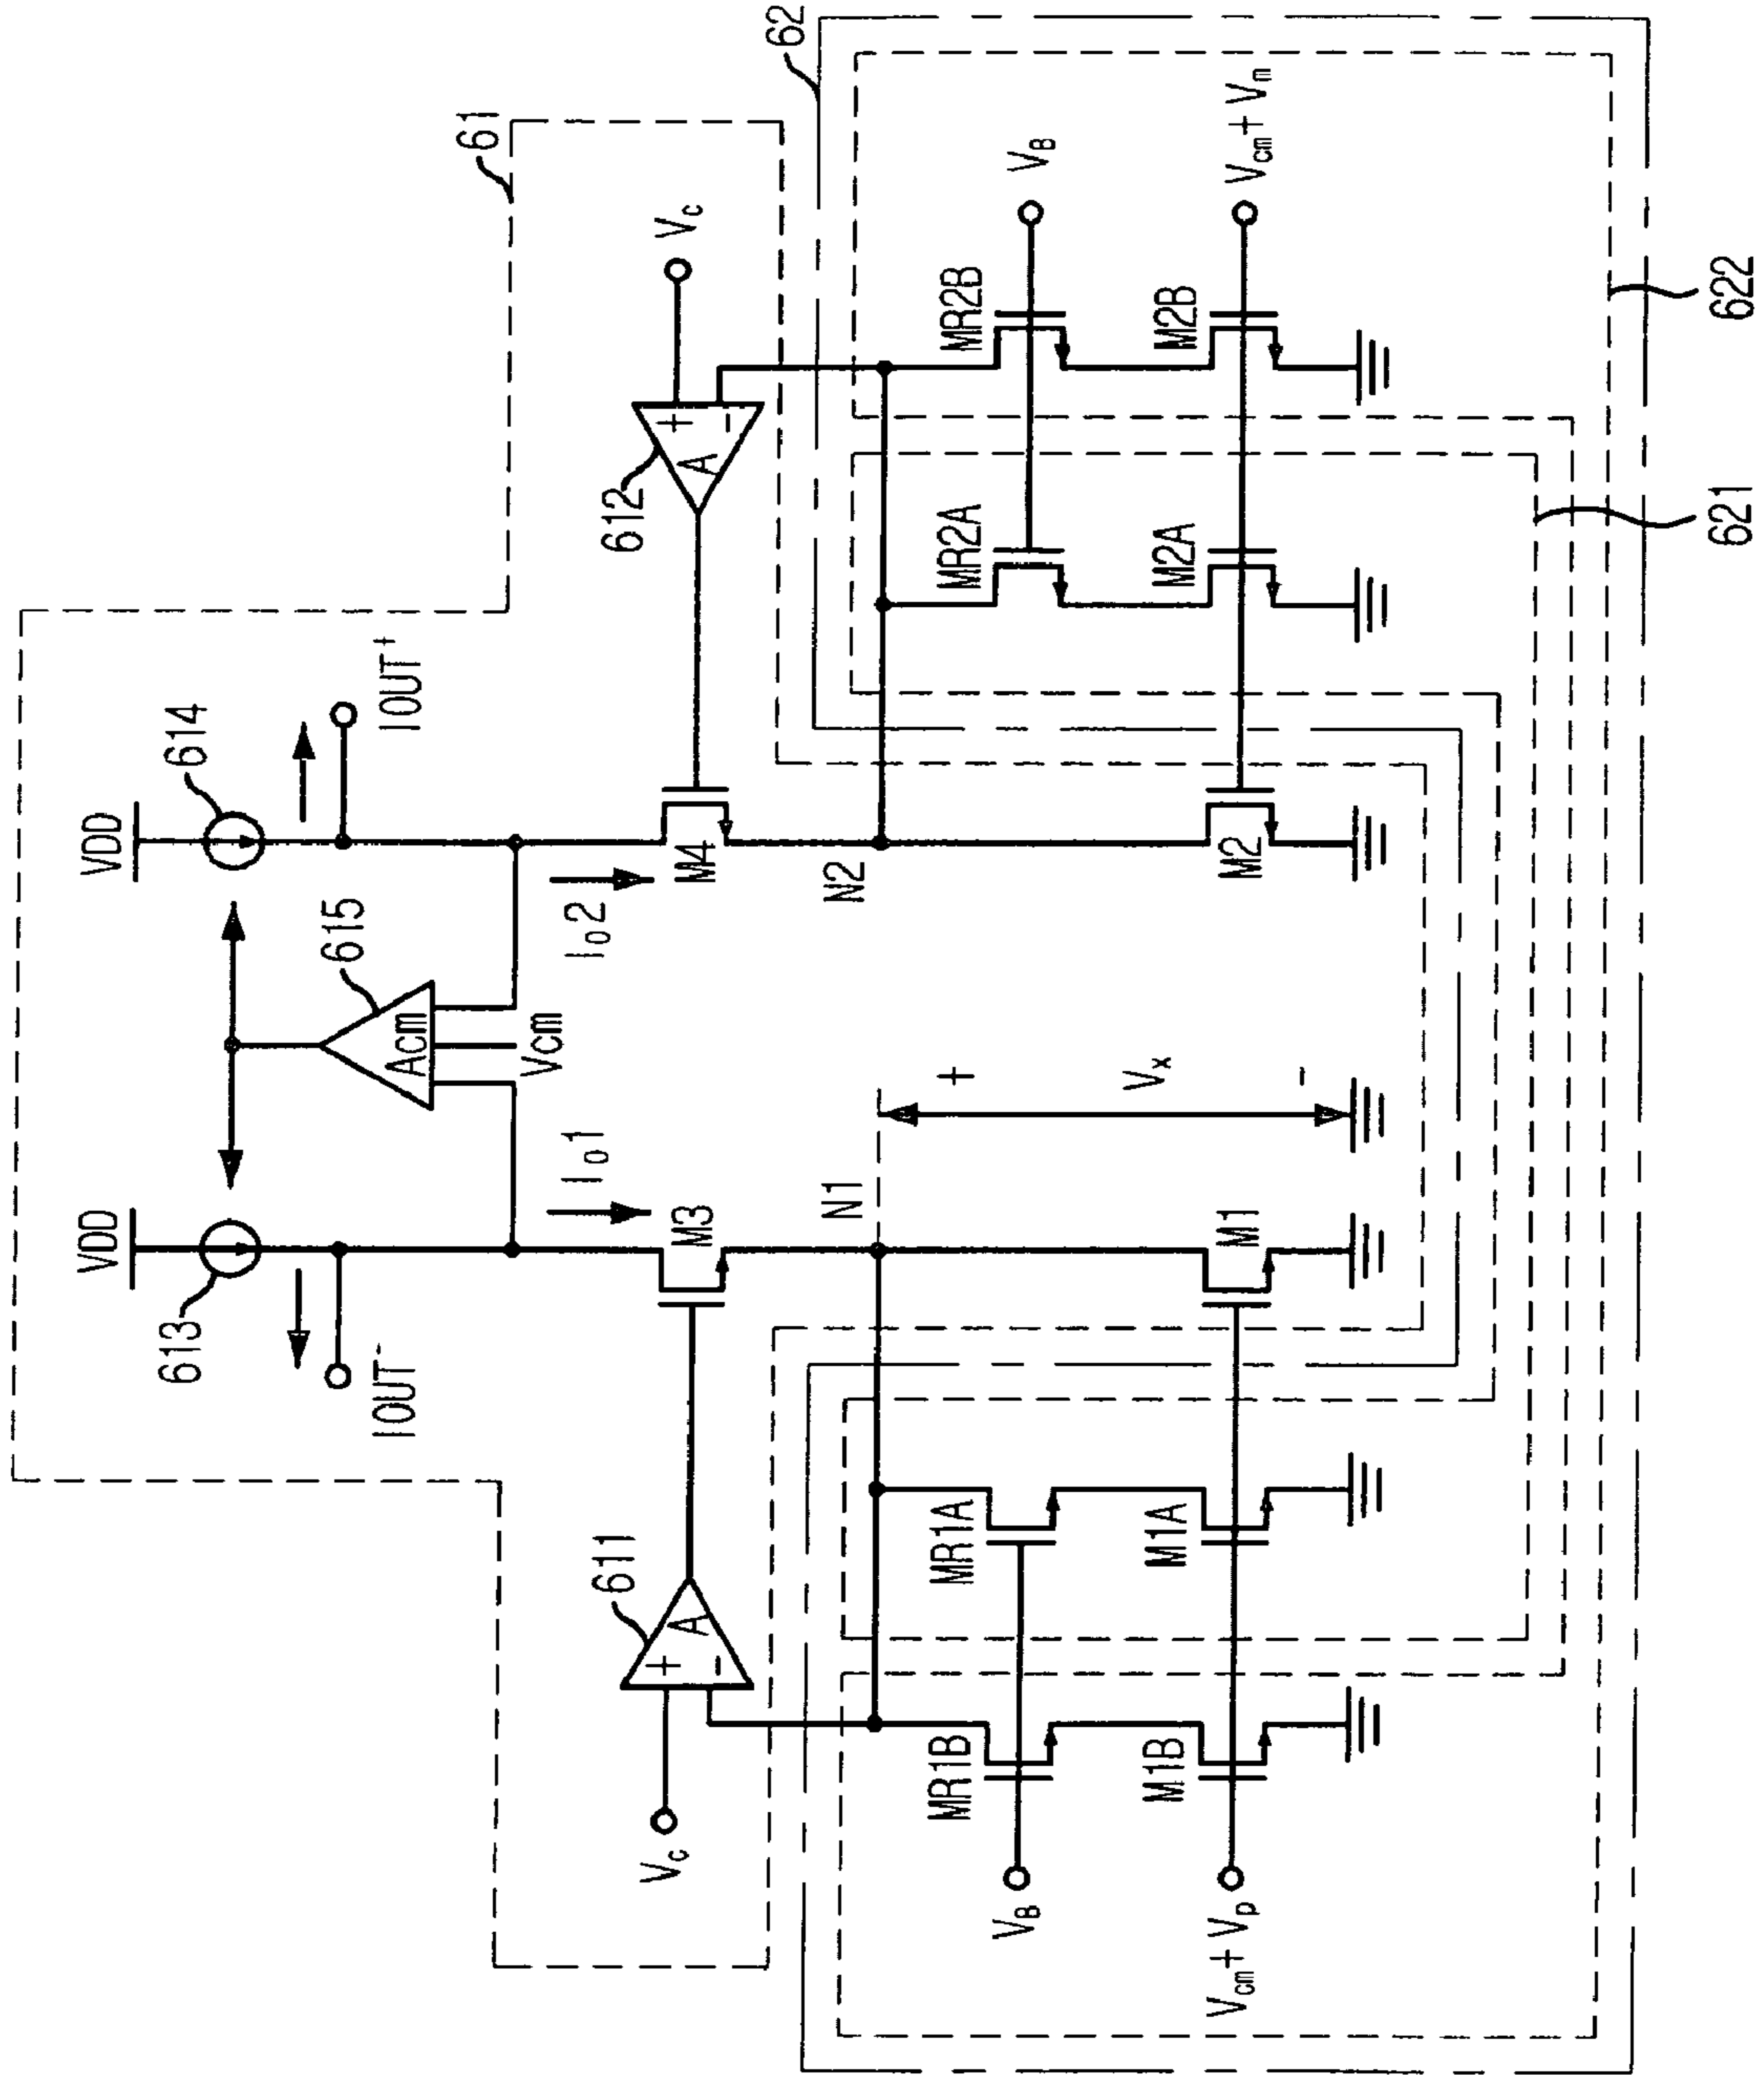 61
62
VDD
VDD
613
614
615
Acm
Vcm
IOUT-
IOUT+
Io1
Io2
611
612
A
+
-
A
+
-
Vc
Vc
M3
M4
N1
N2
+
Vx
-
MR1B
MR1A
MR2A
MR2B
VB
VB
M1B
M1A
M1
M2
M2A
M2B
Vcm+Vp
Vcm+Vm
621
622